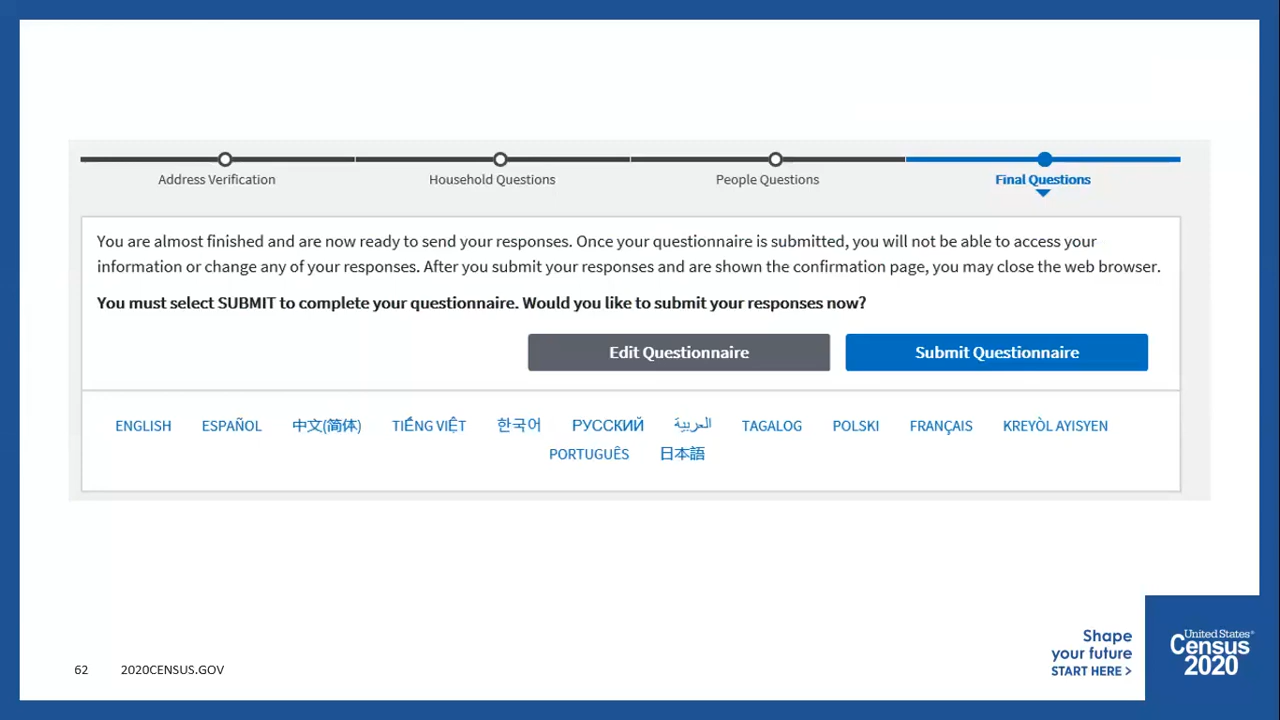 Address Verification
Household Questions
People Questions
Final Questions
You are almost finished and are now ready to send your responses. Once your questionnaire is submitted, you will not be able to access your
information or change any of your responses. After you submit your responses and are shown the confirmation page, you may close the web browser.
You must select SUBMIT to complete your questionnaire. Would you like to submit your responses now?
Edit Questionnaire
Submit Questionnaire
ENGLISH ESPAÑOL 中文(简体) TIẾNG VIỆT 한국어 РУССКИЙ العربية TAGALOG POLSKI FRANÇAIS KREYÒL AYISYEN
PORTUGUÊS 日本語
Shape
your future
START HERE >
United States®
Census
2020
62 2020CENSUS.GOV